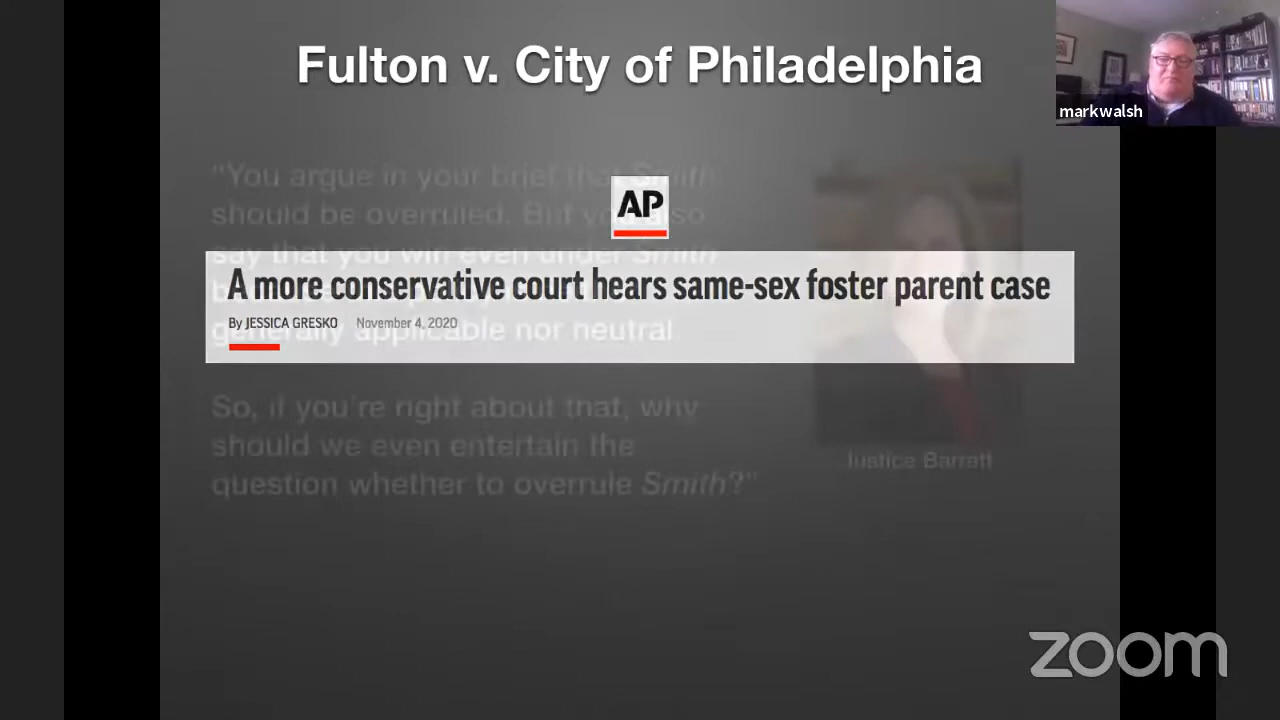 Fulton v. City of Philadelphia
markwalsh
"You argue in your brief that Smith
should be overruled. But you also
say that you win even under Smith
AP
A more conservative court hears same-sex foster parent case
By JESSICA GRESKO November 4, 2020
generally applicable nor neutral
So, if you're right about that, why
should we even entertain the
question whether to overrule Smith?"
Justice Barrett
zoom